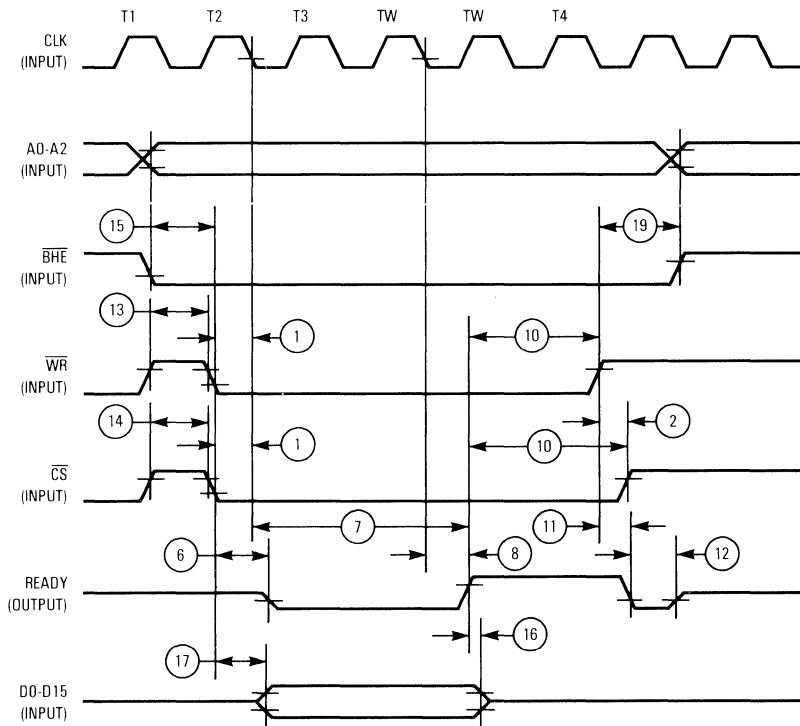 T1 T2 T3 TW TW T4
CLK
(INPUT)
A0-A2
(INPUT)
15 19
BHE
(INPUT)
13
1 10
WR
(INPUT)
14 2
1 10
CS
(INPUT)
7 11
6 8 12
READY
(OUTPUT)
16
17
D0-D15
(INPUT)